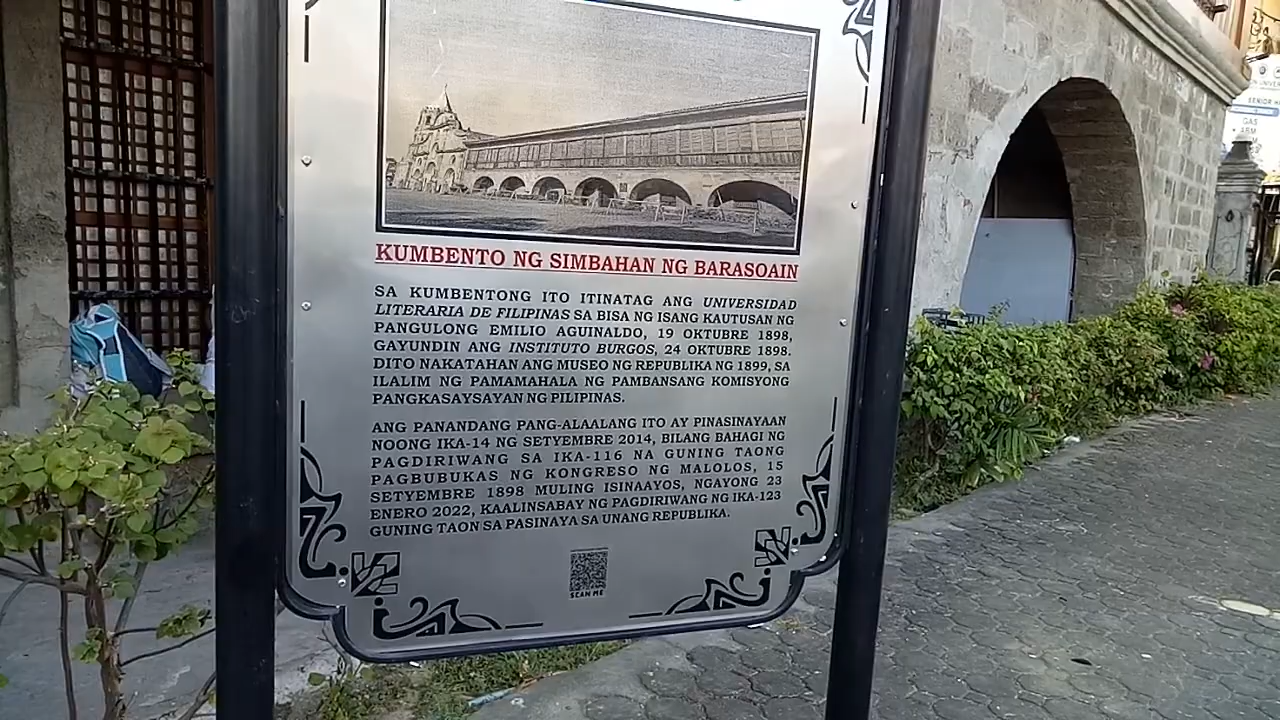 KUMBENTO NG SIMBAHAN NG BARASOAIN
SA KUMBENTONG ITO ITINATAG ANG UNIVERSIDAD
LITERARIA DE FILIPINAS SA BISA NG ISANG KAUTUSAN NG
PANGULONG EMILIO AGUINALDO, 19 OKTUBRE 1898,
GAYUNDIN ANG INSTITUTO BURGOS, 24 OKTUBRE 1898.
DITO NAKATAHAN ANG MUSEO NG REPUBLIKA NG 1899, SA
ILALIM NG PAMAMAHALA NG PAMBANSANG KOMISYONG
PANGKASAYSAYAN NG PILIPINAS.
ANG PANANDANG PANG-ALAALANG ITO AY PINASINAYAAN
NOONG IKA-14 NG SETYEMBRE 2014, BILANG BAHAGI NG
PAGDIRIWANG SA IKA-116 NA GUNING TAONG
PAGBUBUKAS NG KONGRESO NG MALOLOS, 15
SETYEMBRE 1898 MULING ISINAAYOS, NGAYONG 23
ENERO 2022, KAALINSABAY NG PAGDIRIWANG NG IKA-123
GUNING TAON SA PASINAYA SA UNANG REPUBLIKA.
SCAN ME
SENIOR
GAS
ABM